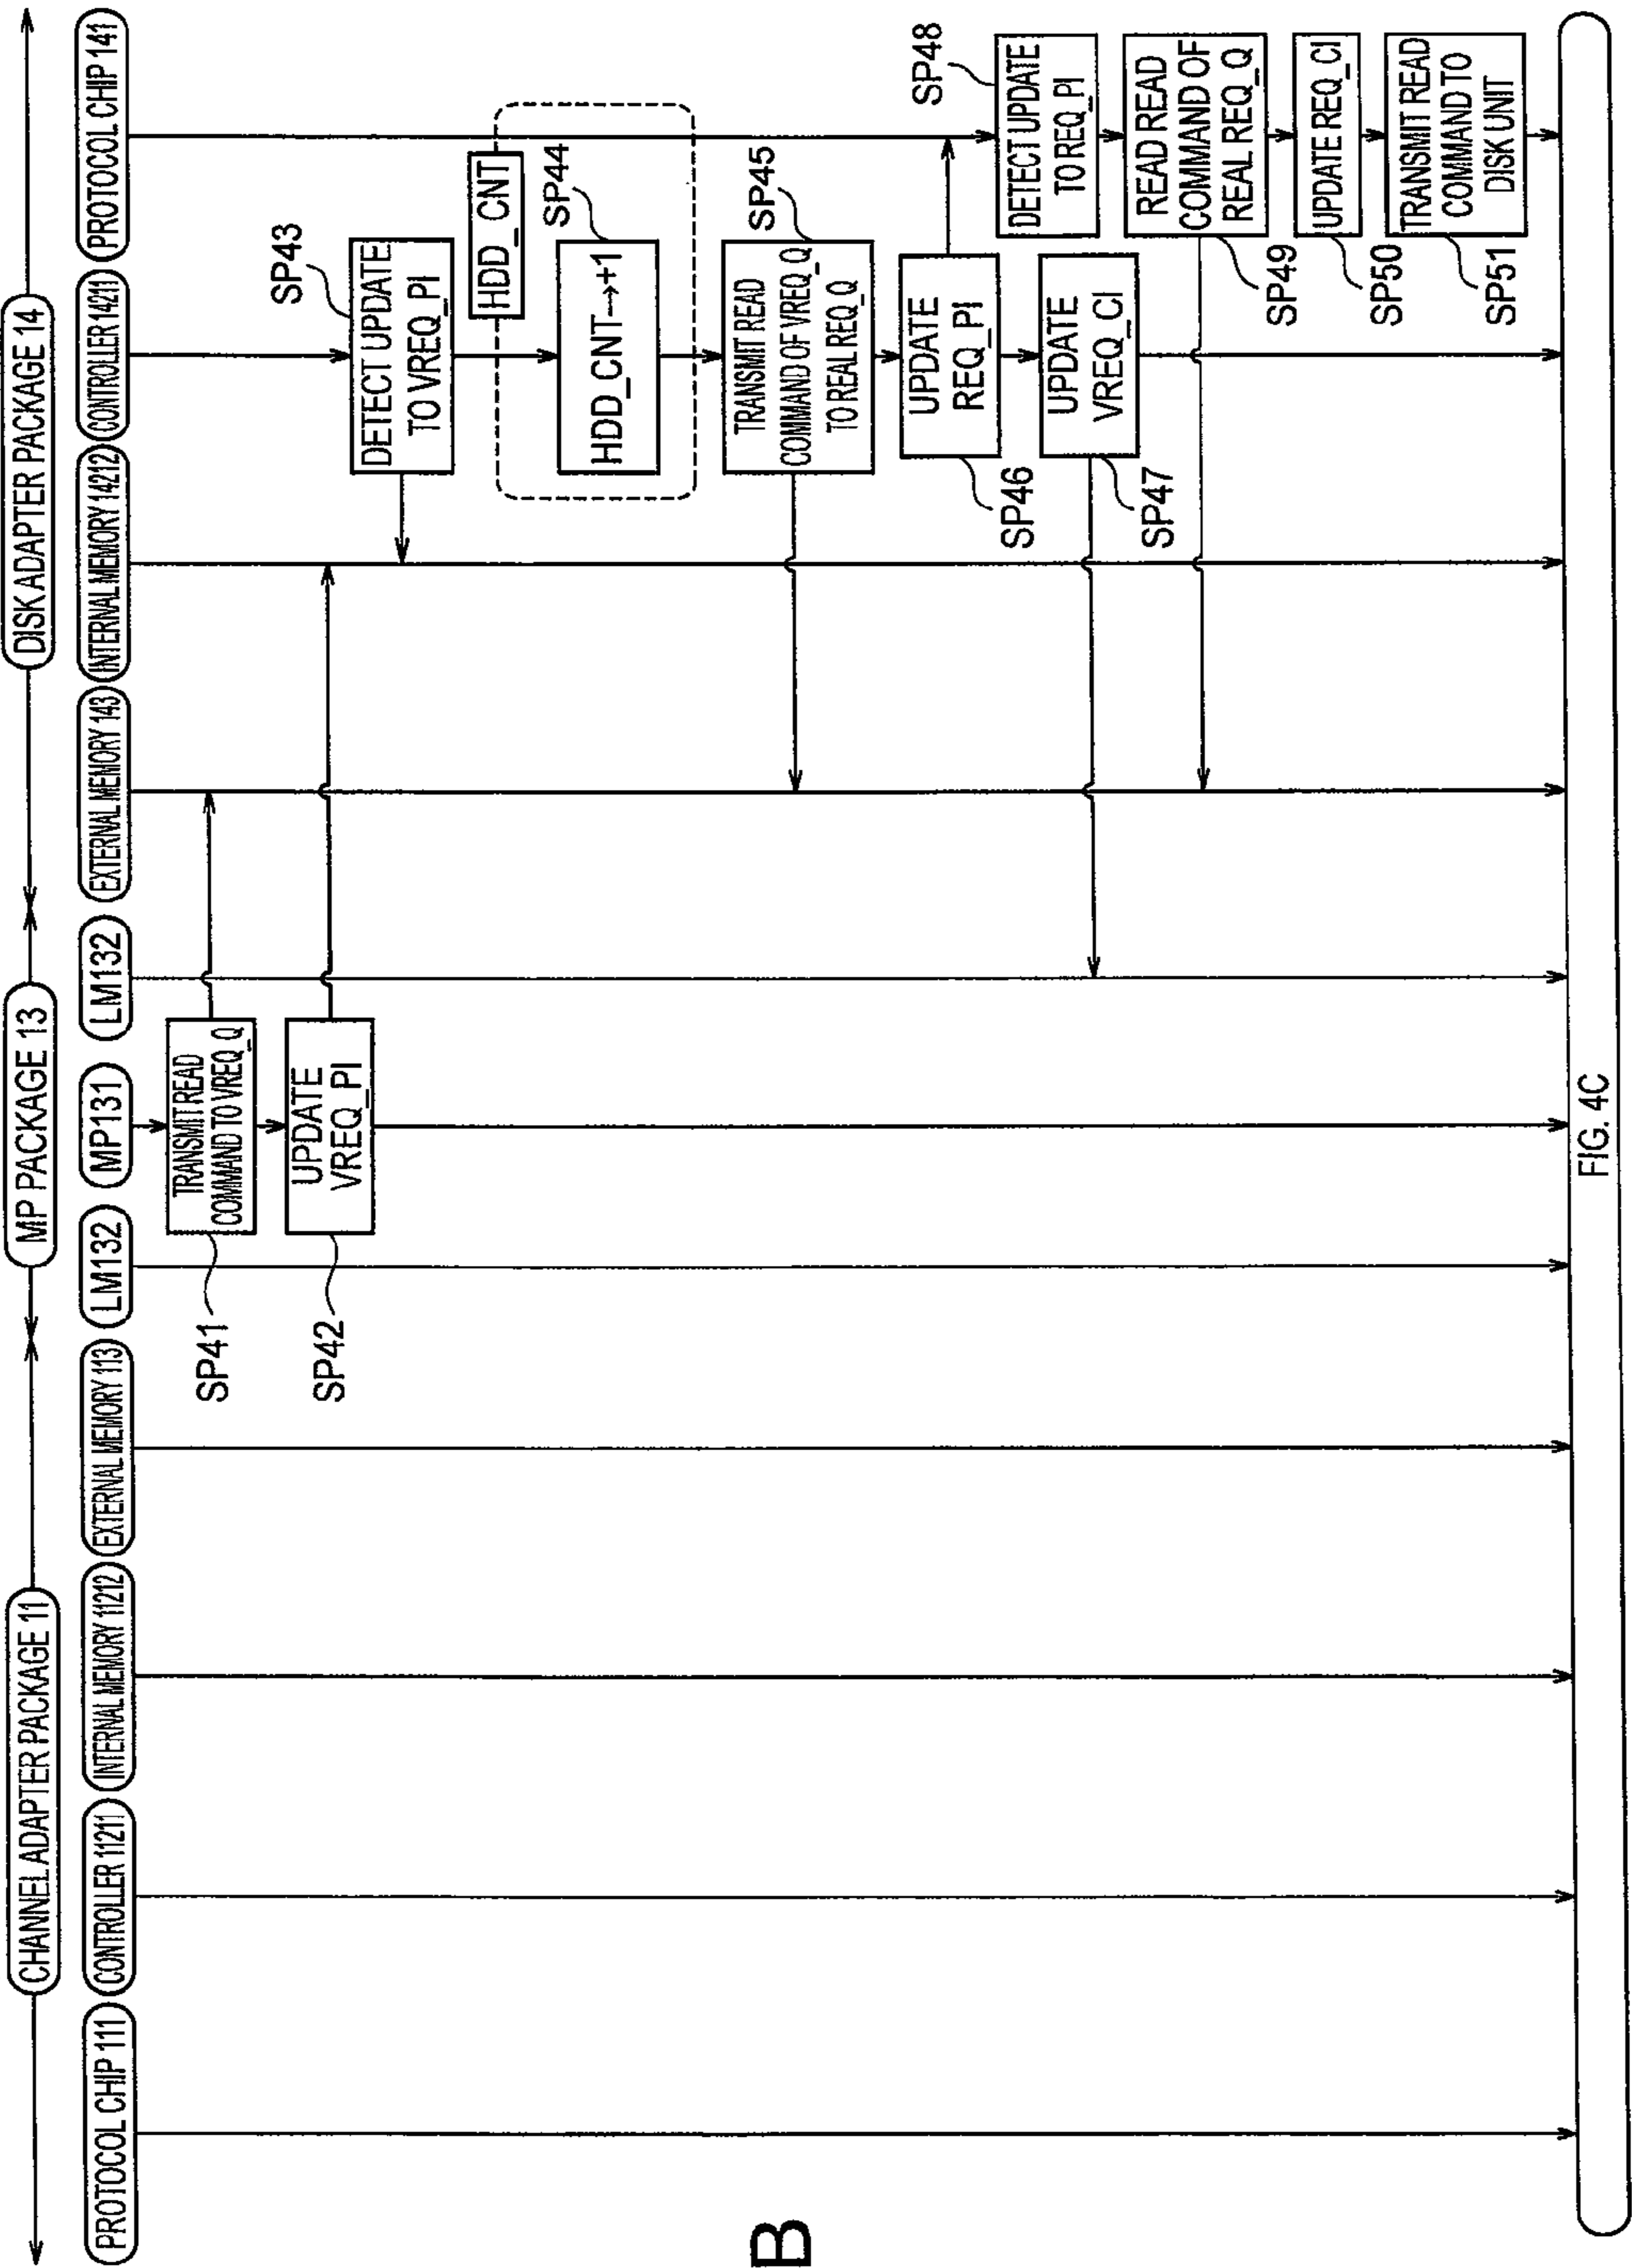 CHANNEL ADAPTER PACKAGE 11
MP PACKAGE 13
DISK ADAPTER PACKAGE 14
PROTOCOL CHIP 111
CONTROLLER 11211
INTERNAL MEMORY 11212
EXTERNAL MEMORY 113
LM132
MP131
LM132
EXTERNAL MEMORY 143
INTERNAL MEMORY 14212
CONTROLLER 14211
PROTOCOL CHIP 141
SP41
TRANSMIT READ
COMMAND TO VREQ_Q
SP42
UPDATE
VREQ_PI
SP43
DETECT UPDATE
TO VREQ_PI
HDD_CNT
SP44
HDD_CNT→+1
SP45
TRANSMIT READ
COMMAND OF VREQ_Q
TO REAL REQ_Q
SP46
UPDATE
REQ_PI
SP47
UPDATE
VREQ_CI
SP48
DETECT UPDATE
TO REQ_PI
SP49
READ READ
COMMAND OF
REAL REQ_Q
SP50
UPDATE REQ_CI
SP51
TRANSMIT READ
COMMAND TO
DISK UNIT
B
FIG. 4C